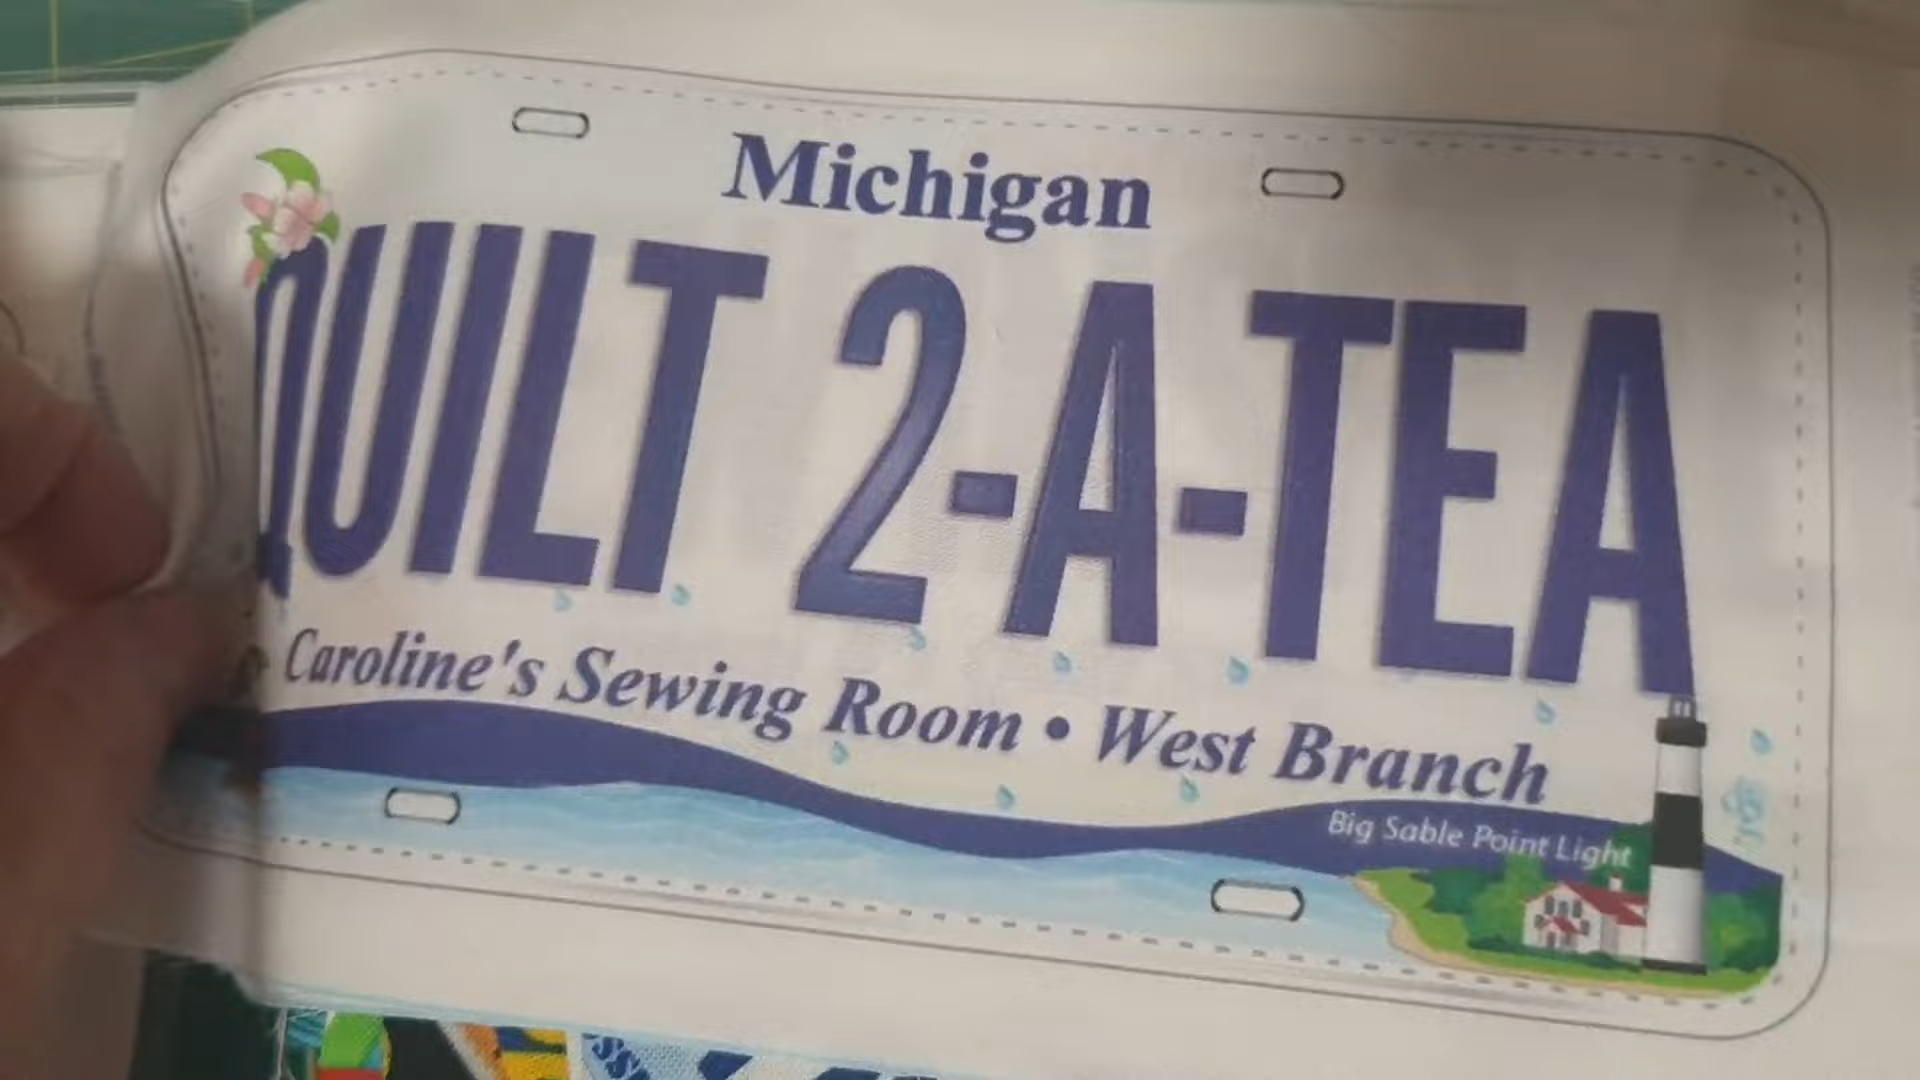 Michigan
QUILT 2-A-TEA
Caroline's Sewing Room • West Branch
Big Sable Point Light